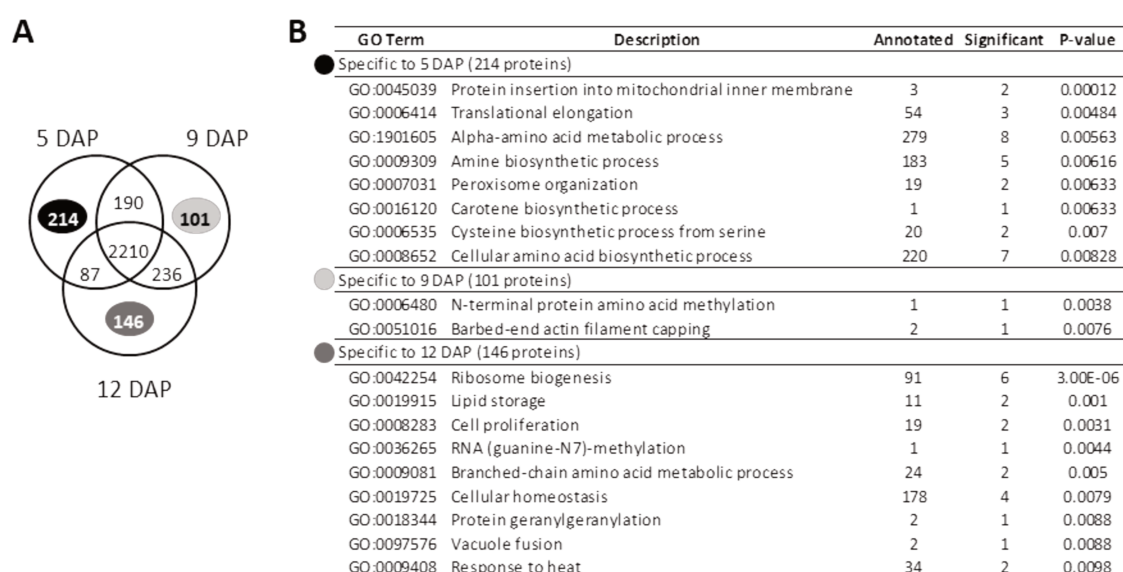 A
5 DAP
9 DAP
190
214
101
2210
87
236
146
12 DAP
B
GO Term Description Annotated Significant P-value
Specific to 5 DAP (214 proteins)
GO:0045039 Protein insertion into mitochondrial inner membrane 3 2 0.00012
GO:0006414 Translational elongation 54 3 0.00484
GO:1901605 Alpha-amino acid metabolic process 279 8 0.00563
GO:0009309 Amine biosynthetic process 183 5 0.00616
GO:0007031 Peroxisome organization 19 2 0.00633
GO:0016120 Carotene biosynthetic process 1 1 0.00633
GO:0006535 Cysteine biosynthetic process from serine 20 2 0.007
GO:0008652 Cellular amino acid biosynthetic process 220 7 0.00828
Specific to 9 DAP (101 proteins)
GO:0006480 N-terminal protein amino acid methylation 1 1 0.0038
GO:0051016 Barbed-end actin filament capping 2 1 0.0076
Specific to 12 DAP (146 proteins)
GO:0042254 Ribosome biogenesis 91 6 3.00E-06
GO:0019915 Lipid storage 11 2 0.001
GO:0008283 Cell proliferation 19 2 0.0031
GO:0036265 RNA (guanine-N7)-methylation 1 1 0.0044
GO:0009081 Branched-chain amino acid metabolic process 24 2 0.005
GO:0019725 Cellular homeostasis 178 4 0.0079
GO:0018344 Protein geranylgeranylation 2 1 0.0088
GO:0097576 Vacuole fusion 2 1 0.0088
GO:0009408 Response to heat 34 2 0.0098